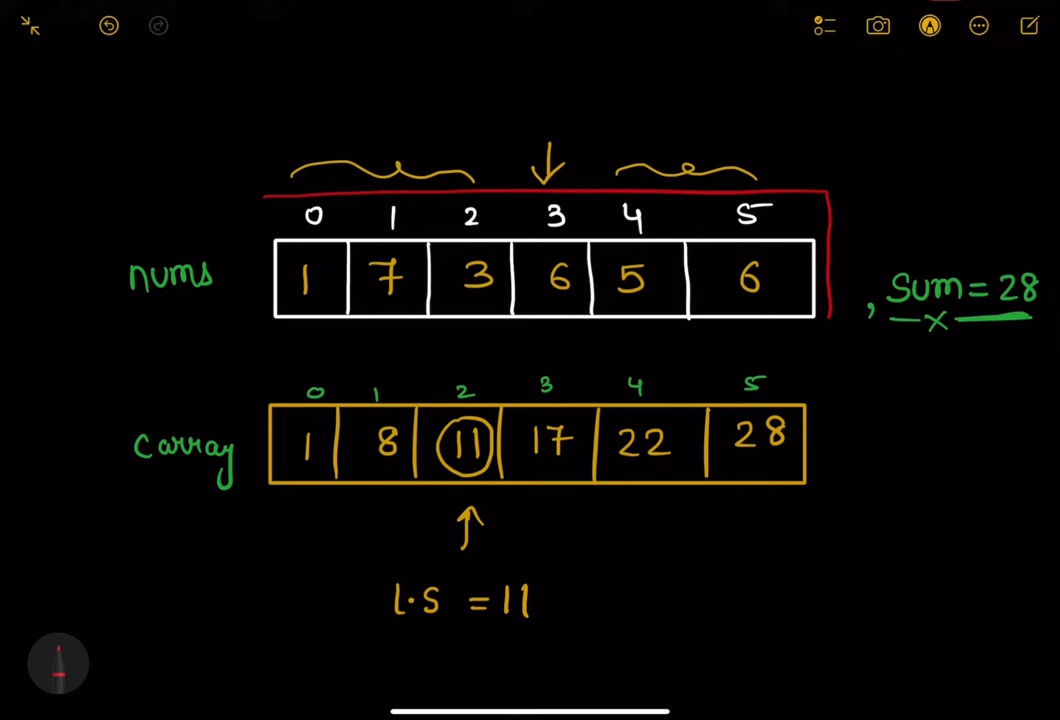 0 1 2 3 4 5
nums 1 7 3 6 5 6 , Sum = 28
x
0 1 2 3 4 5
carray 1 8 11 17 22 28
l.s = 11